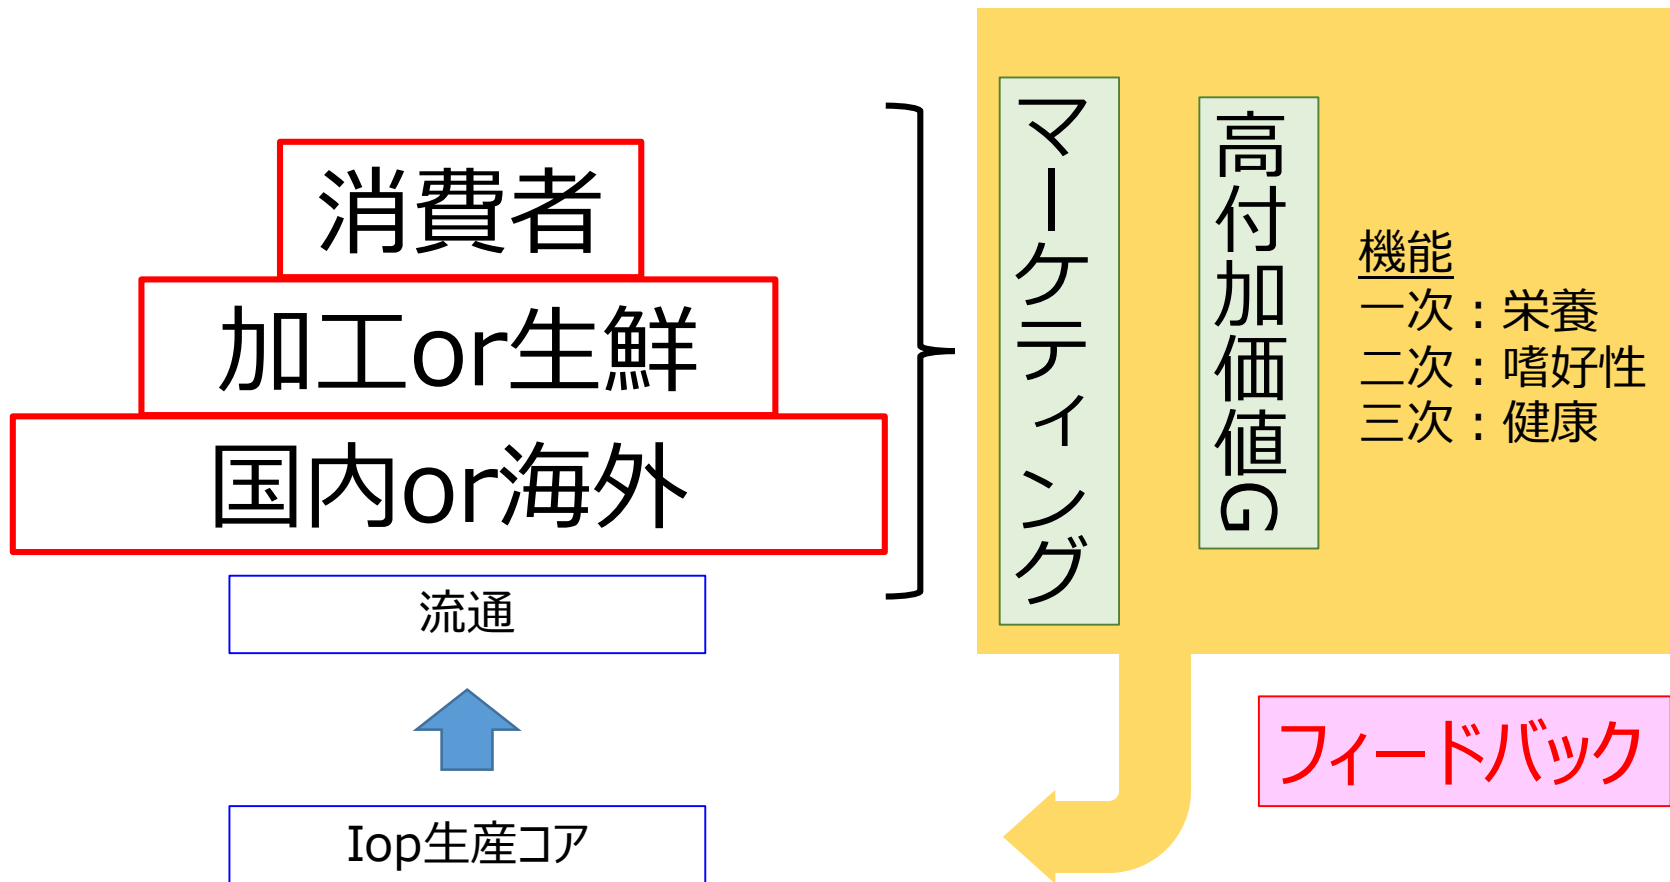 消費者
加工or生鮮
国内or海外
流通
Iop生産コア
マーケティング
高付加価値G
機能
一次：栄養
二次：嗜好性
三次：健康
フィードバック